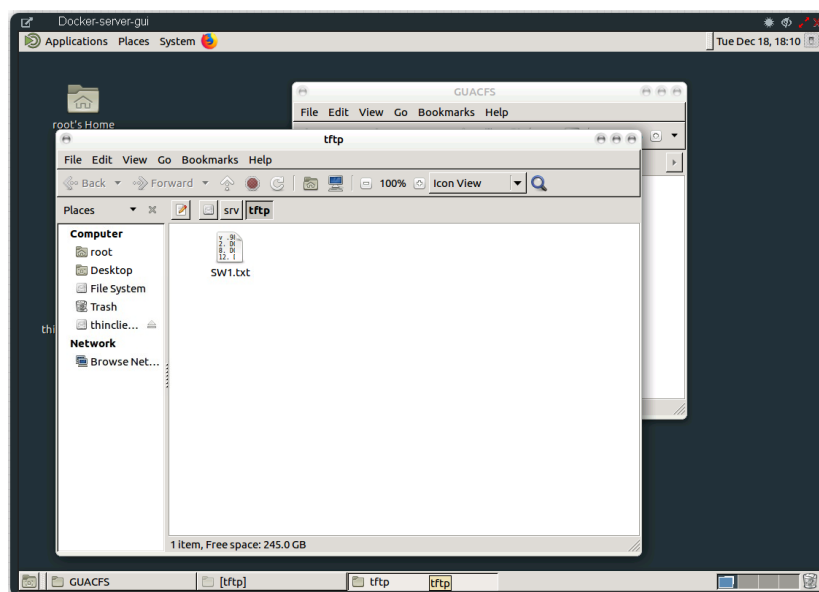 Docker-server-gui
Applications Places System
Tue Dec 18, 18:10
root's Home
GUACFS
File Edit View Go Bookmarks Help
tftp
File Edit View Go Bookmarks Help
Back Forward 100% Icon View
Places srv tftp
Computer
root
Desktop
File System
Trash
thinclie...
Network
Browse Net...
SW1.txt
thi
1 item, Free space: 245.0 GB
GUACFS [tftp] tftp tftp